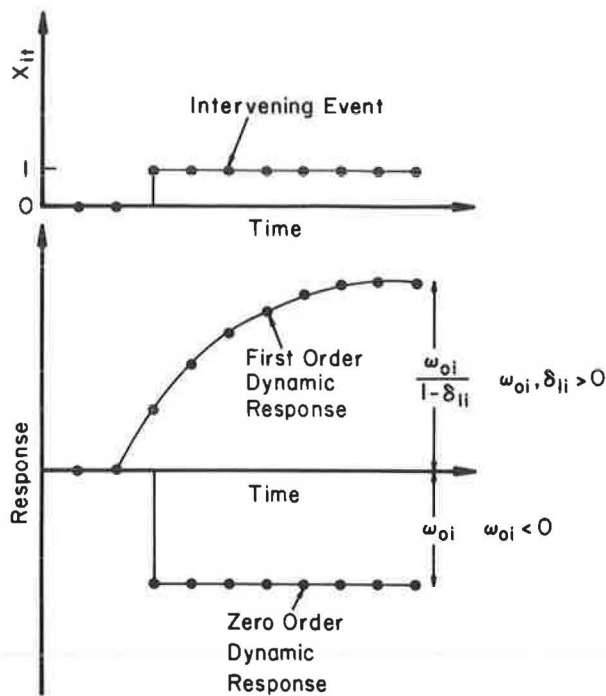 X_it
Intervening Event
1
0
Time
First Order
Dynamic
Response
ω_oi
1-δ_1i
ω_oi, δ_1i > 0
Response
Time
ω_oi ω_oi < 0
Zero Order
Dynamic
Response